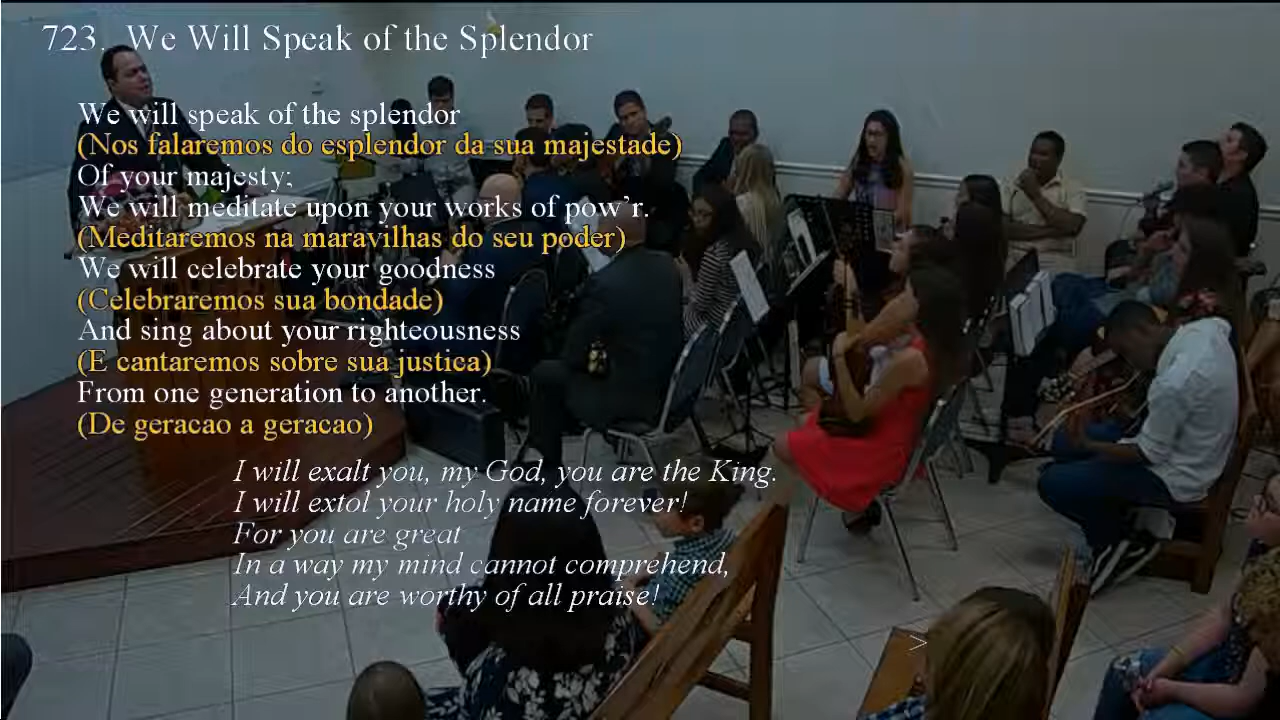 723. We Will Speak of the Splendor
We will speak of the splendor
(Nos falaremos do esplendor da sua majestade)
Of your majesty;
We will meditate upon your works of pow'r.
(Meditaremos na maravilhas do seu poder)
We will celebrate your goodness
(Celebraremos sua bondade)
And sing about your righteousness
(E cantaremos sobre sua justica)
From one generation to another.
(De geracao a geracao)
I will exalt you, my God, you are the King.
I will extol your holy name forever!
For you are great
In a way my mind cannot comprehend,
And you are worthy of all praise!
>